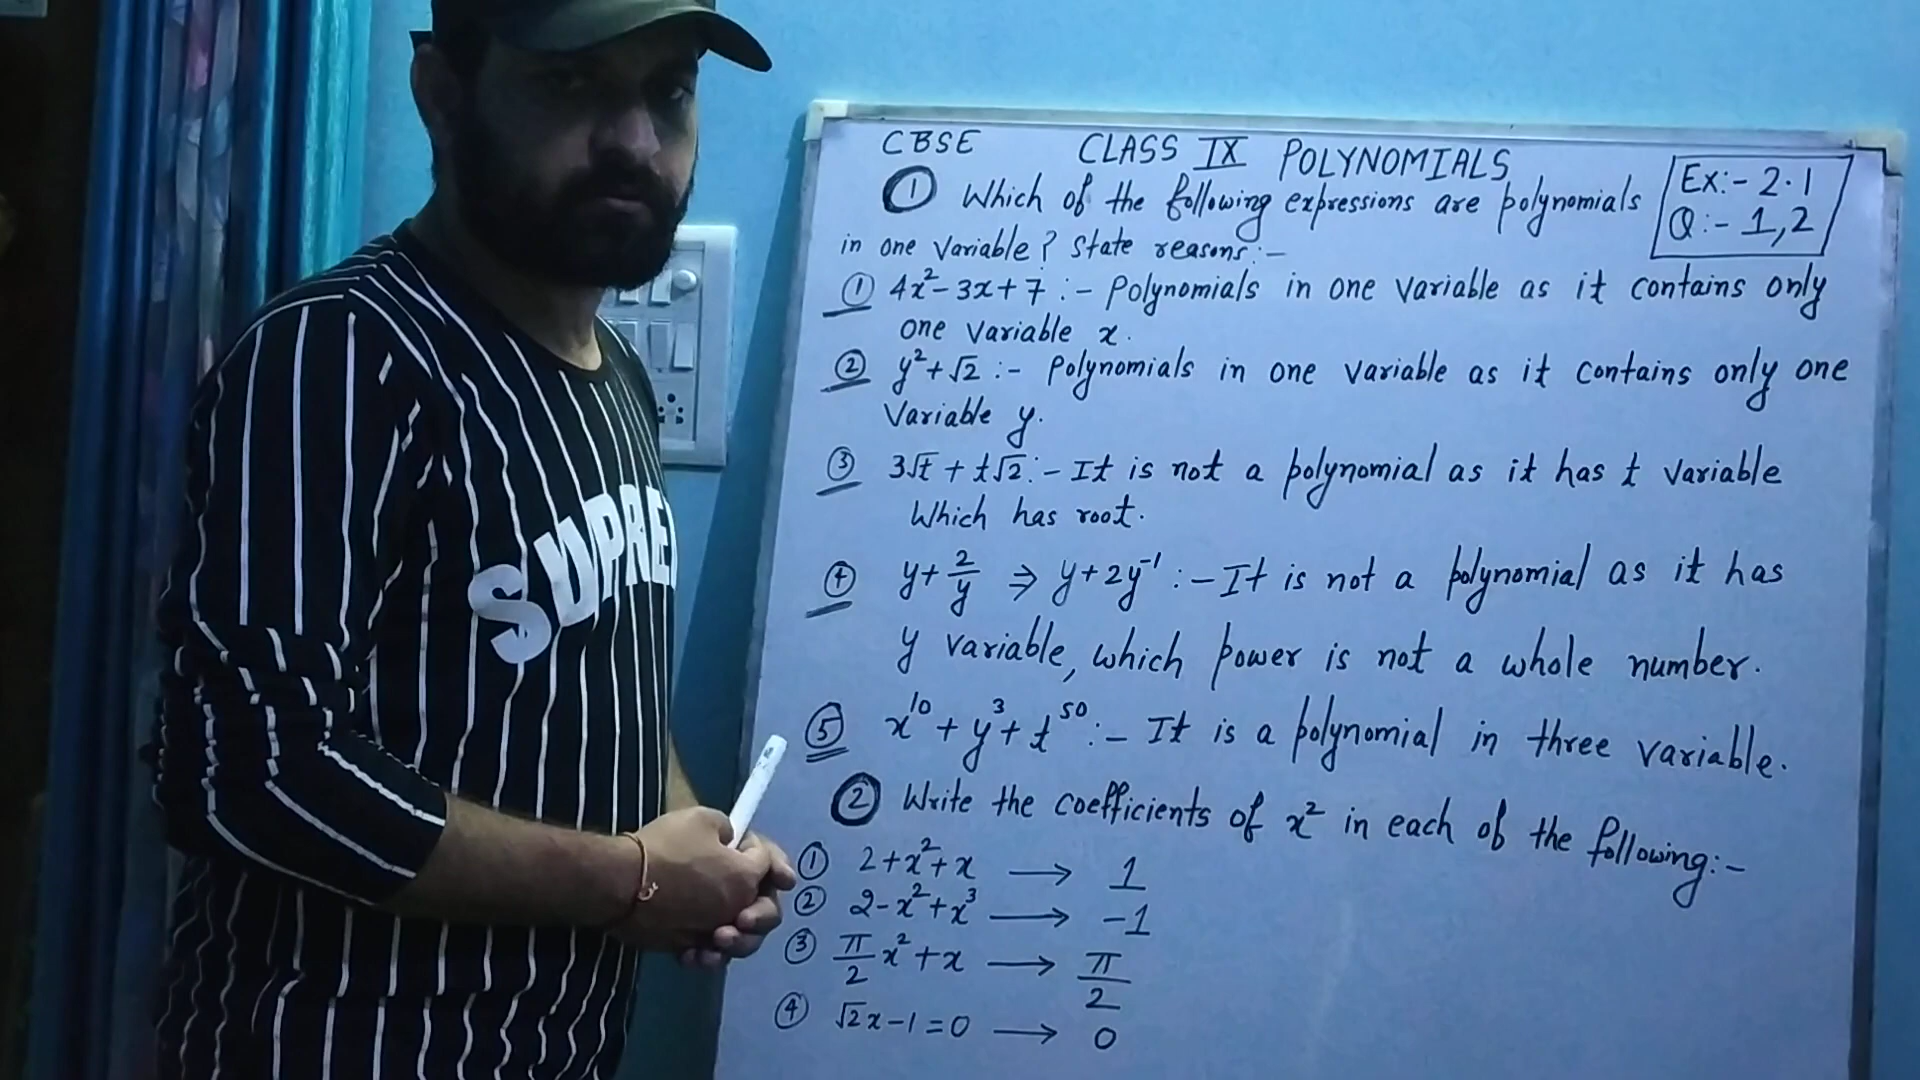 CBSE CLASS IX POLYNOMIALS
Ex:- 2.1
Q:- 1,2
① Which of the following expressions are polynomials
in one variable? State reasons:-
① 4x²- 3x+7 :- Polynomials in one variable as it contains only
one variable x.
② y²+√2 :- Polynomials in one variable as it contains only one
variable y.
③ 3√t + t√2:- It is not a polynomial as it has t variable
which has root.
④ y+2/y ⇒ y+2y⁻¹ :- It is not a polynomial as it has
y variable, which power is not a whole number.
⑤ x¹⁰+y³+t⁵⁰:- It is a polynomial in three variable.
② Write the coefficients of x² in each of the following:-
① 2+x²+x → 1
② 2-x²+x³ → -1
③ π/2 x²+x → π/2
④ √2x-1=0 → 0
SUPRE